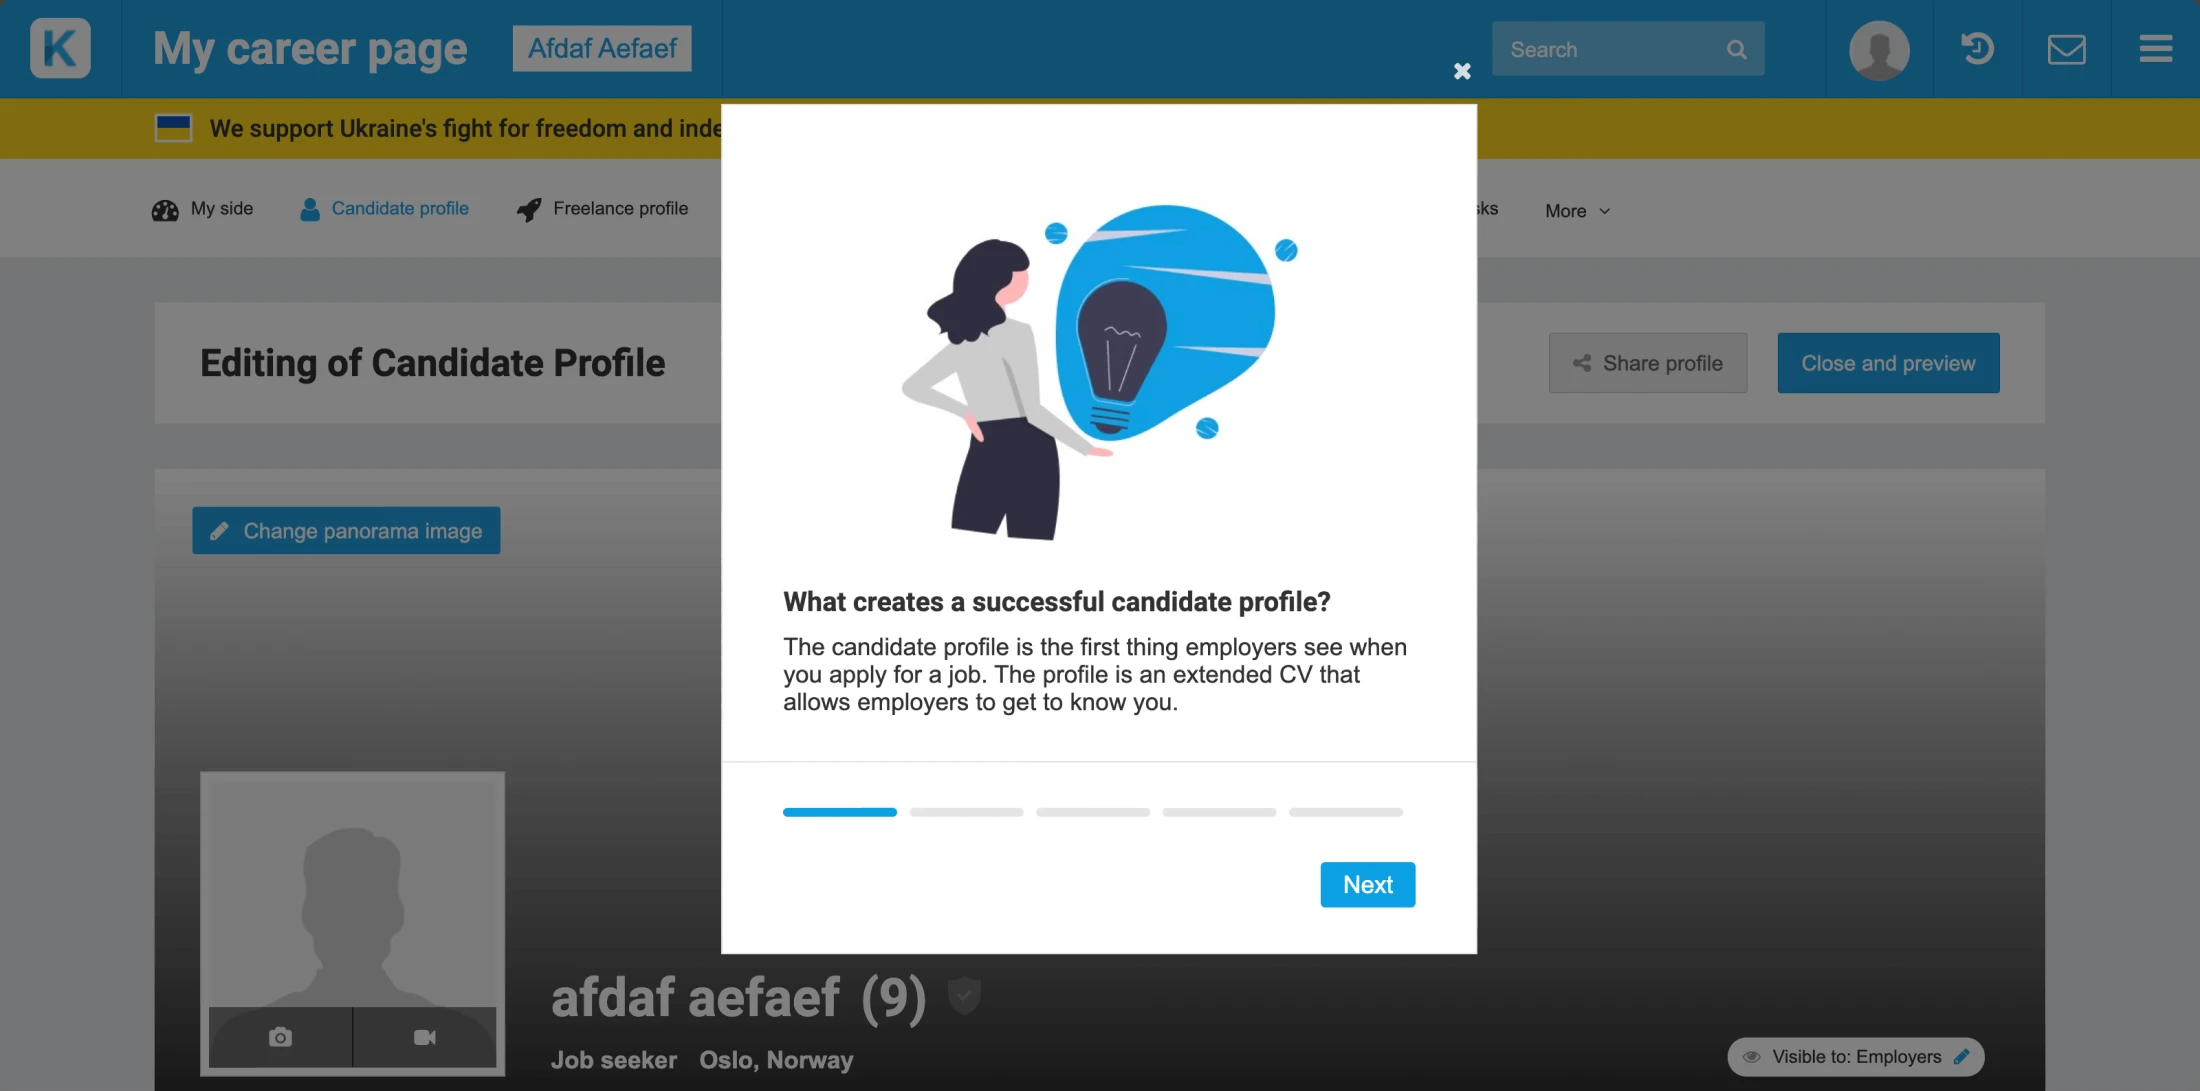 K
My career page
Afdaf Aefaef
Search
We support Ukraine's fight for freedom and
My side
Candidate profile
Freelance profile
More
Editing of Candidate Profile
Share profile
Close and preview
Change panorama image
What creates a successful candidate profile?
The candidate profile is the first thing employers see when
you apply for a job. The profile is an extended CV that
allows employers to get to know you.
Next
afdaf aefaef (9)
Job seeker Oslo, Norway
Visible to: Employers